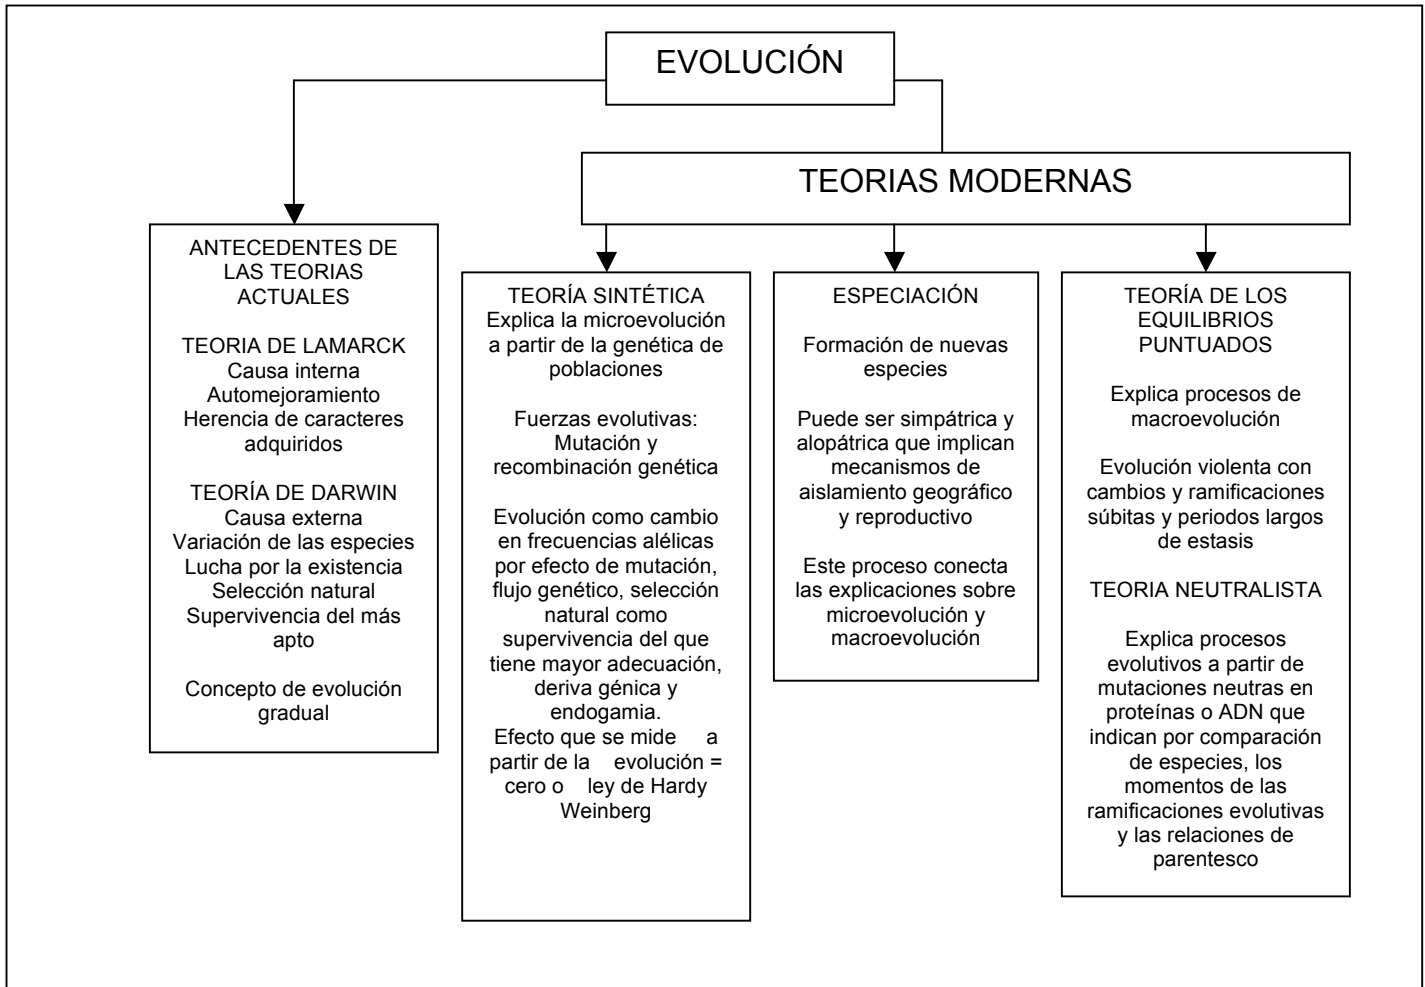 EVOLUCIÓN
TEORIAS MODERNAS
ANTECEDENTES DE
LAS TEORIAS
ACTUALES
TEORIA DE LAMARCK
Causa interna
Automejoramiento
Herencia de caracteres
adquiridos
TEORÍA DE DARWIN
Causa externa
Variación de las especies
Lucha por la existencia
Selección natural
Supervivencia del más
apto
Concepto de evolución
gradual
TEORÍA SINTÉTICA
Explica la microevolución
a partir de la genética de
poblaciones
Fuerzas evolutivas:
Mutación y
recombinación genética
Evolución como cambio
en frecuencias alélicas
por efecto de mutación,
flujo genético, selección
natural como
supervivencia del que
tiene mayor adecuación,
deriva génica y
endogamia.
Efecto que se mide a
partir de la evolución =
cero o ley de Hardy
Weinberg
ESPECIACIÓN
Formación de nuevas
especies
Puede ser simpátrica y
alopátrica que implican
mecanismos de
aislamiento geográfico
y reproductivo
Este proceso conecta
las explicaciones sobre
microevolución y
macroevolución
TEORÍA DE LOS
EQUILIBRIOS
PUNTUADOS
Explica procesos de
macroevolución
Evolución violenta con
cambios y ramificaciones
súbitas y periodos largos
de estasis
TEORIA NEUTRALISTA
Explica procesos
evolutivos a partir de
mutaciones neutras en
proteínas o ADN que
indican por comparación
de especies, los
momentos de las
ramificaciones evolutivas
y las relaciones de
parentesco